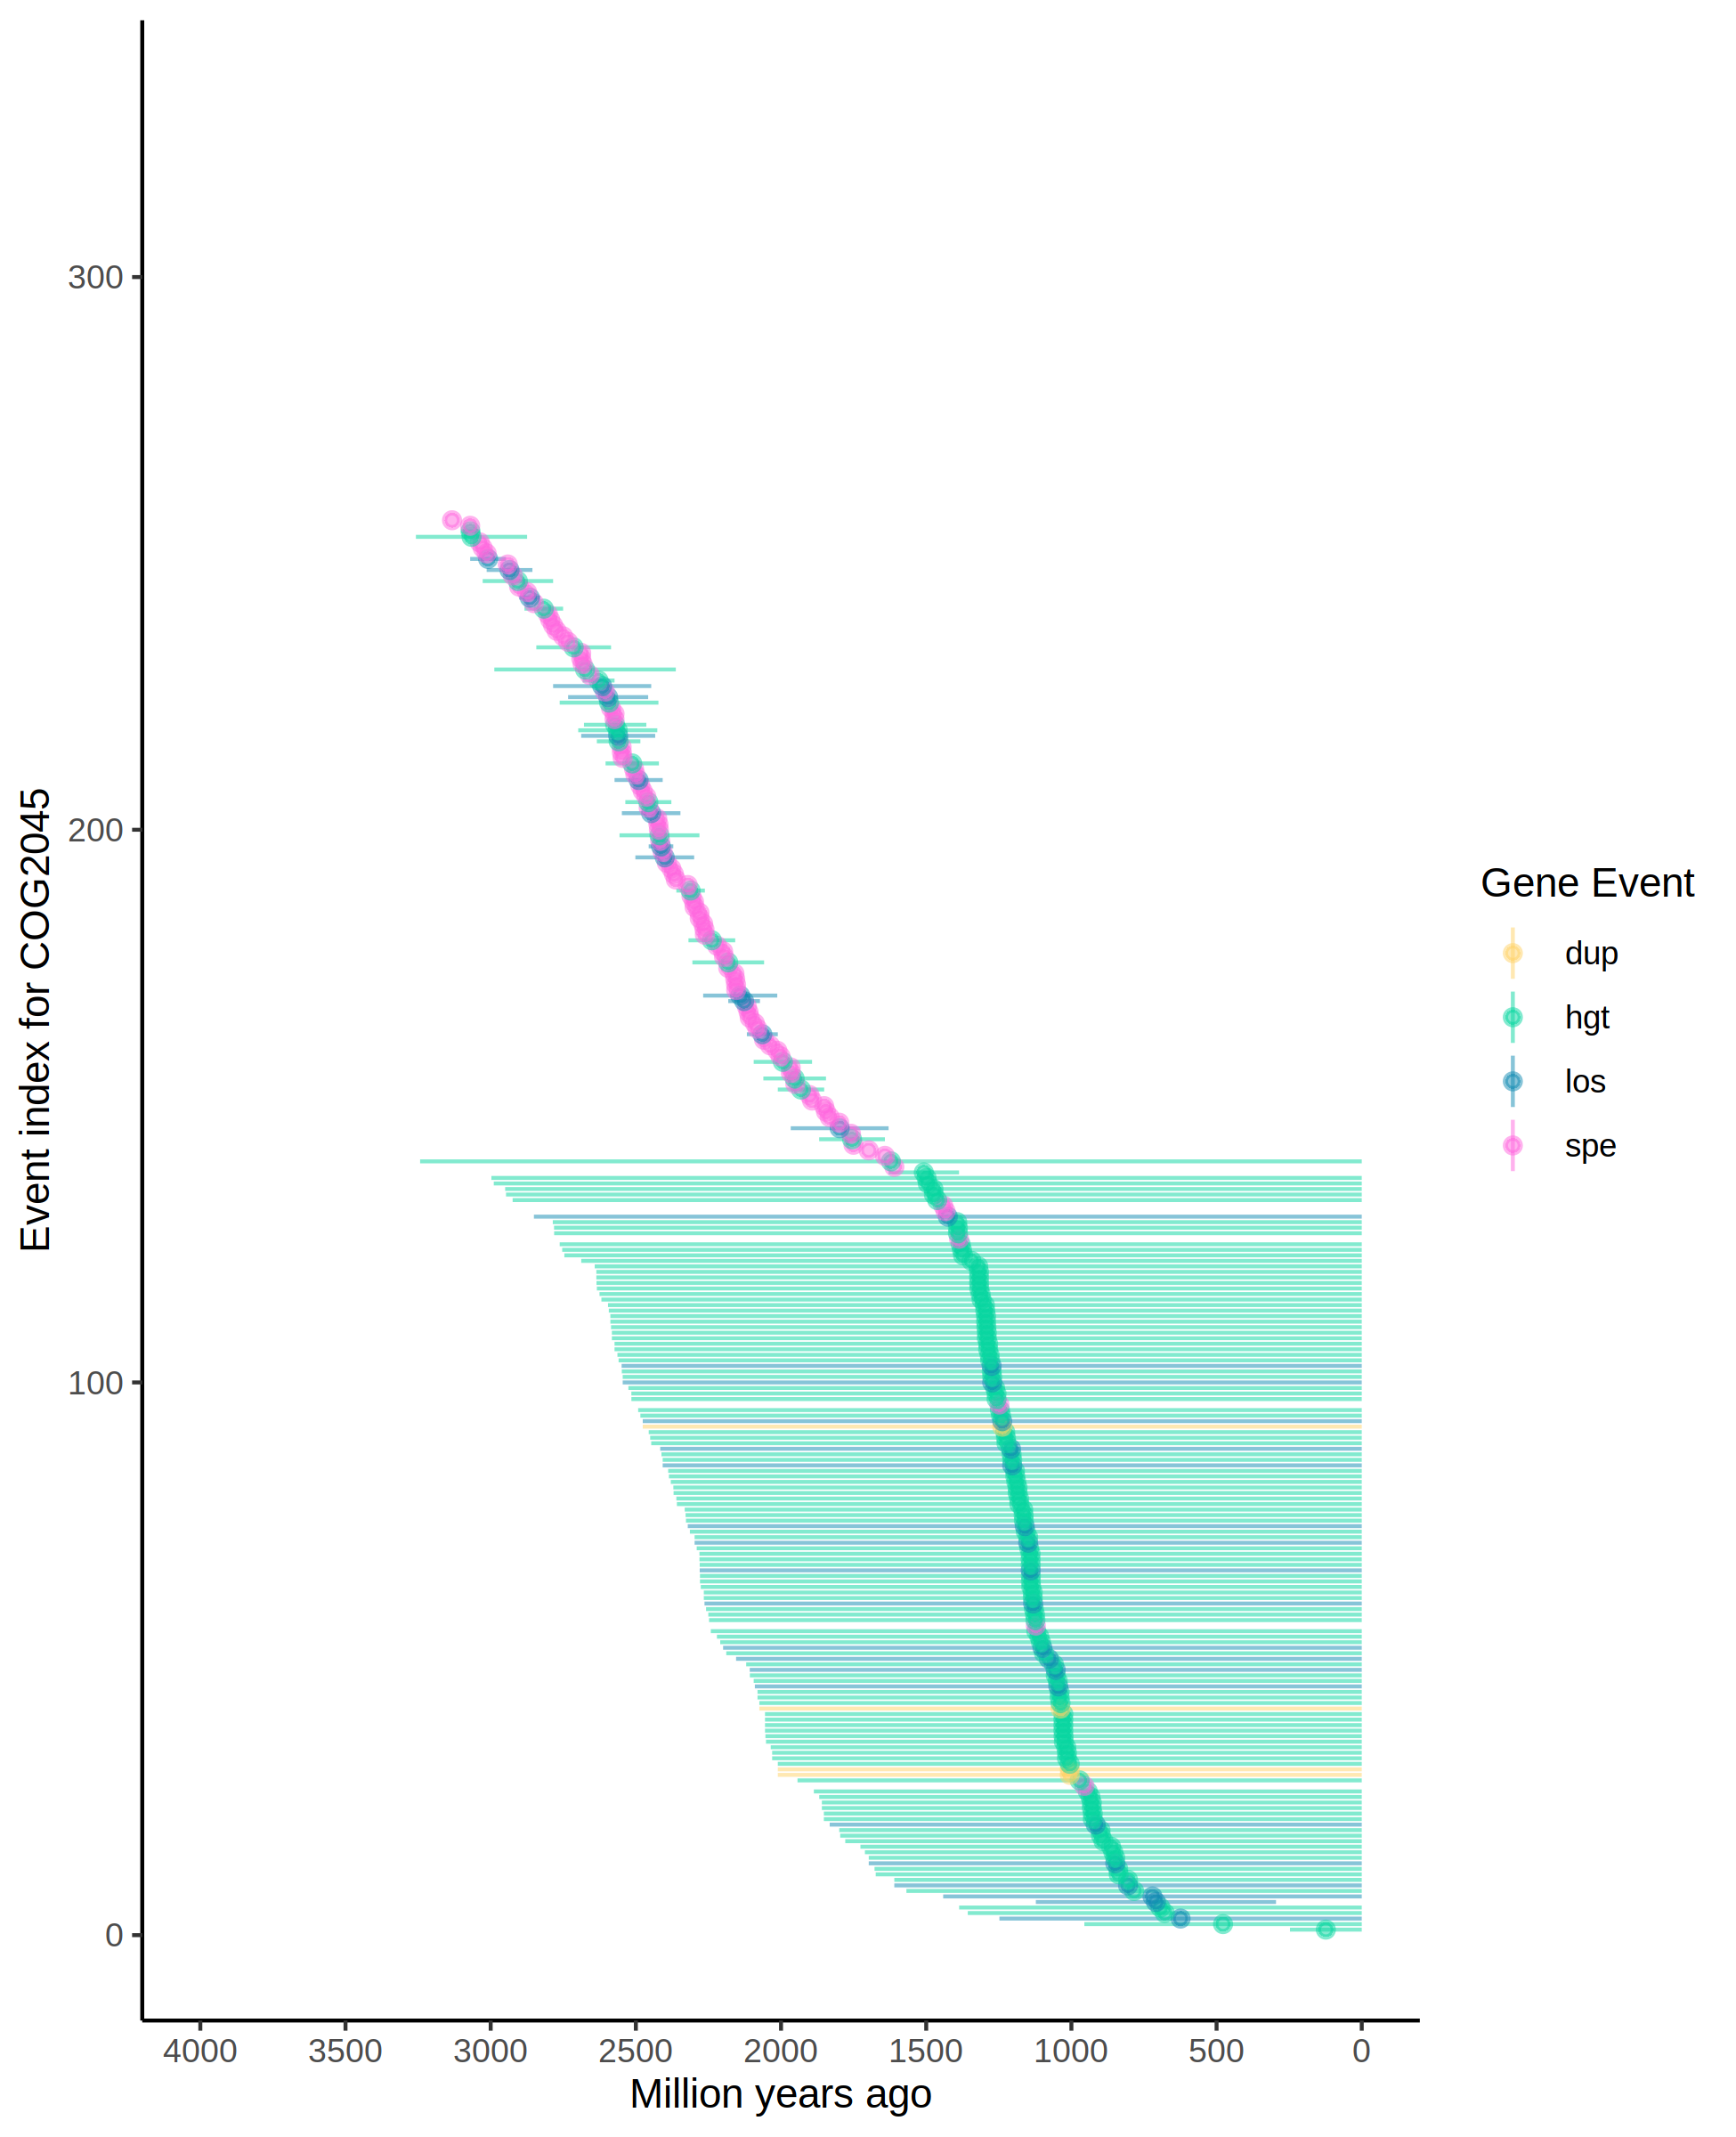 Event index for COG2045
300
200
100
0
4000 3500 3000 2500 2000 1500 1000 500 0
Million years ago
Gene Event
dup
hgt
los
spe